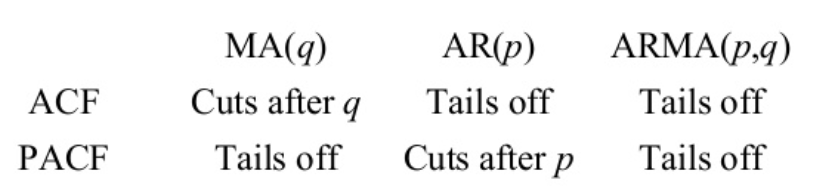 MA(q) AR(p) ARMA(p,q)
ACF Cuts after q Tails off Tails off
PACF Tails off Cuts after p Tails off